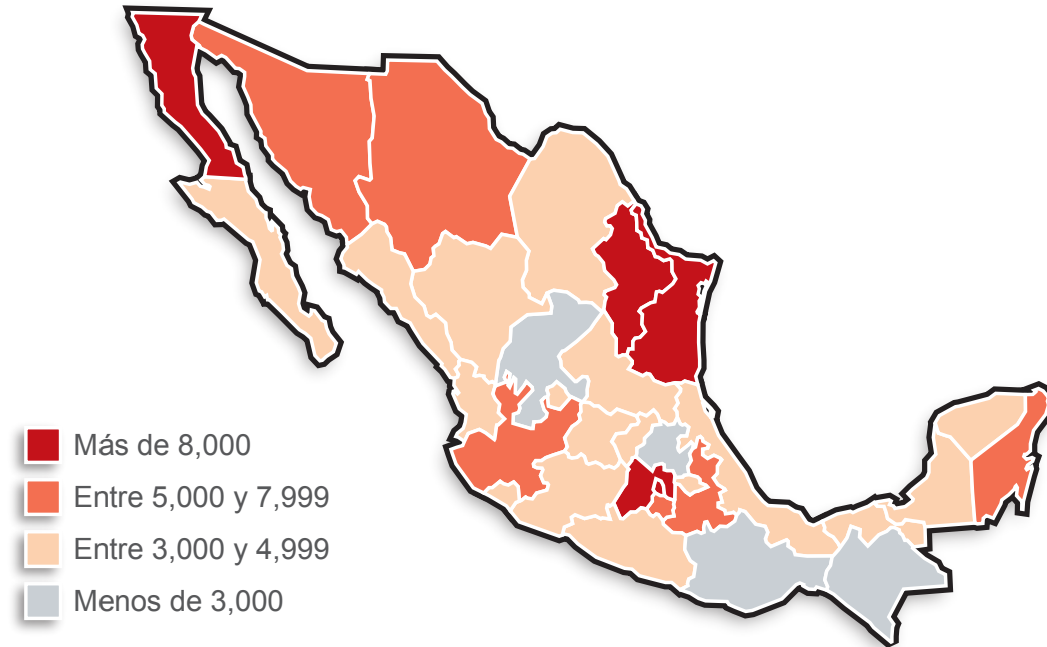 Más de 8,000
Entre 5,000 y 7,999
Entre 3,000 y 4,999
Menos de 3,000